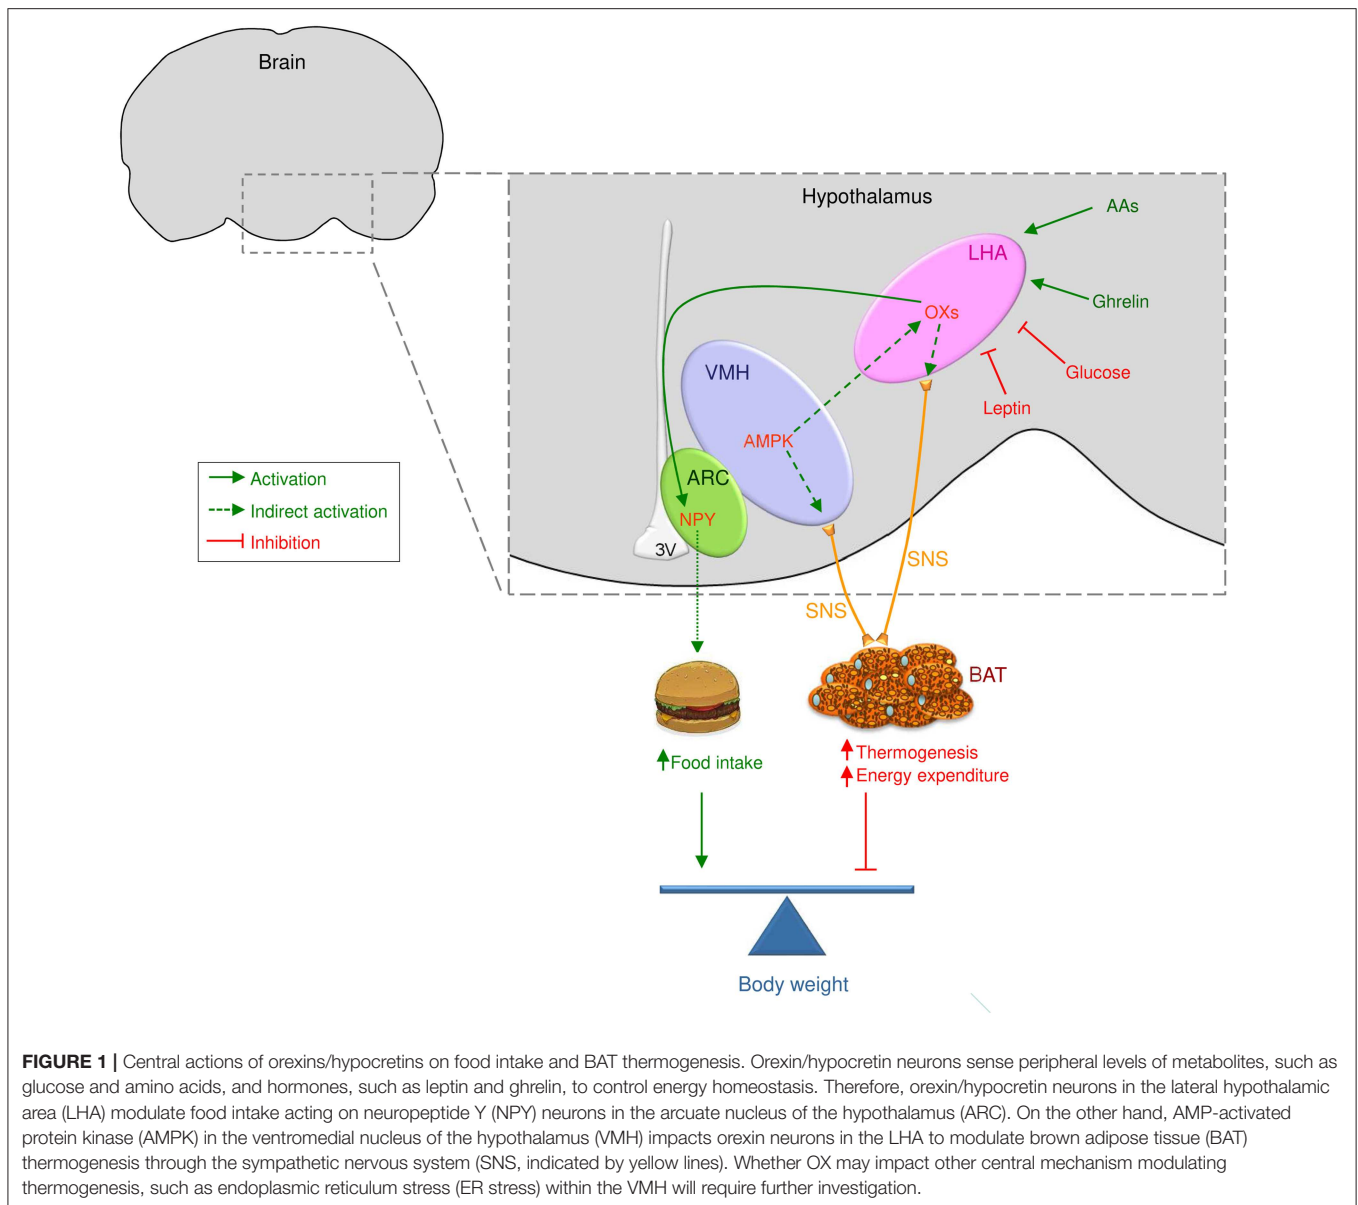 Brain
Hypothalamus
AAs
LHA
Ghrelin
OXs
Glucose
VMH
Leptin
AMPK
ARC
NPY
3V
Activation
Indirect activation
Inhibition
SNS
SNS
BAT
Food intake
Thermogenesis
Energy expenditure
Body weight
FIGURE 1 | Central actions of orexins/hypocretins on food intake and BAT thermogenesis. Orexin/hypocretin neurons sense peripheral levels of metabolites, such as
glucose and amino acids, and hormones, such as leptin and ghrelin, to control energy homeostasis. Therefore, orexin/hypocretin neurons in the lateral hypothalamic
area (LHA) modulate food intake acting on neuropeptide Y (NPY) neurons in the arcuate nucleus of the hypothalamus (ARC). On the other hand, AMP-activated
protein kinase (AMPK) in the ventromedial nucleus of the hypothalamus (VMH) impacts orexin neurons in the LHA to modulate brown adipose tissue (BAT)
thermogenesis through the sympathetic nervous system (SNS, indicated by yellow lines). Whether OX may impact other central mechanism modulating
thermogenesis, such as endoplasmic reticulum stress (ER stress) within the VMH will require further investigation.